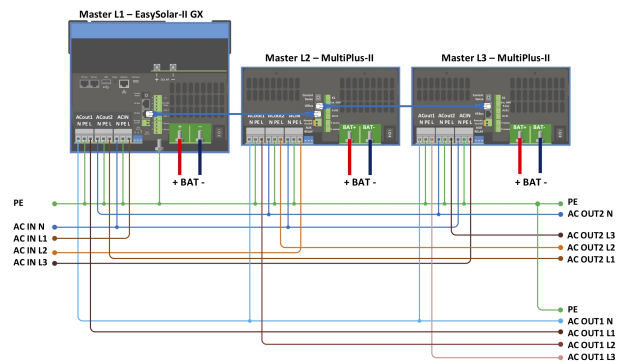 Master L1 – EasySolar-II GX
Master L2 – MultiPlus-II
Master L3 – MultiPlus-II
ACout1 ACout2 ACIN
N PE L N PE L N PE L
ACout1 ACout2 ACIN
N PE L N PE L N PE L
BAT+ BAT-
ACout1 ACout2 ACIN
N PE L N PE L N PE L
BAT+ BAT-
+ BAT -
+ BAT -
+ BAT -
PE
AC IN N
AC IN L1
AC IN L2
AC IN L3
PE
AC OUT2 N
AC OUT2 L3
AC OUT2 L2
AC OUT2 L1
PE
AC OUT1 N
AC OUT1 L1
AC OUT1 L2
AC OUT1 L3